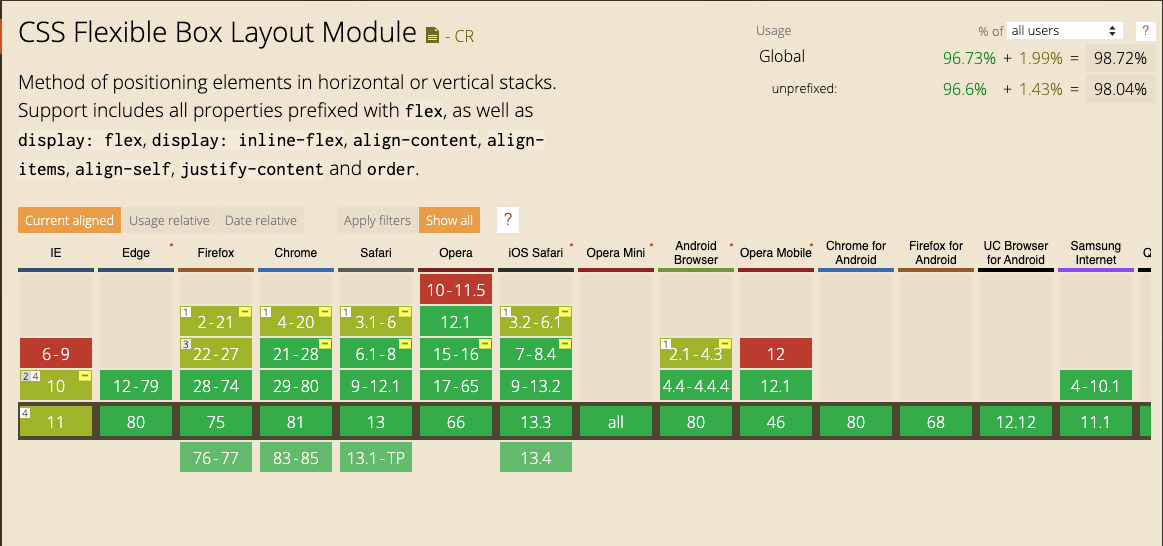 CSS Flexible Box Layout Module - CR
Usage % of all users ?
Global 96.73% + 1.99% = 98.72%
unprefixed: 96.6% + 1.43% = 98.04%
Method of positioning elements in horizontal or vertical stacks.
Support includes all properties prefixed with flex, as well as
display: flex, display: inline-flex, align-content, align-
items, align-self, justify-content and order.
Current aligned Usage relative Date relative Apply filters Show all ?
IE Edge * Firefox Chrome Safari Opera iOS Safari * Opera Mini * Android Browser * Opera Mobile * Chrome for Android Firefox for Android UC Browser for Android Samsung Internet Q
10-11.5
1 2-21 1 4-20 1 3.1-6 12.1 1 3.2-6.1
6-9 3 22-27 21-28 6.1-8 15-16 7-8.4 1 2.1-4.3 12
2 4 10 12-79 28-74 29-80 9-12.1 17-65 9-13.2 4.4-4.4.4 12.1 4-10.1
4 11 80 75 81 13 66 13.3 all 80 46 80 68 12.12 11.1
76-77 83-85 13.1-TP 13.4